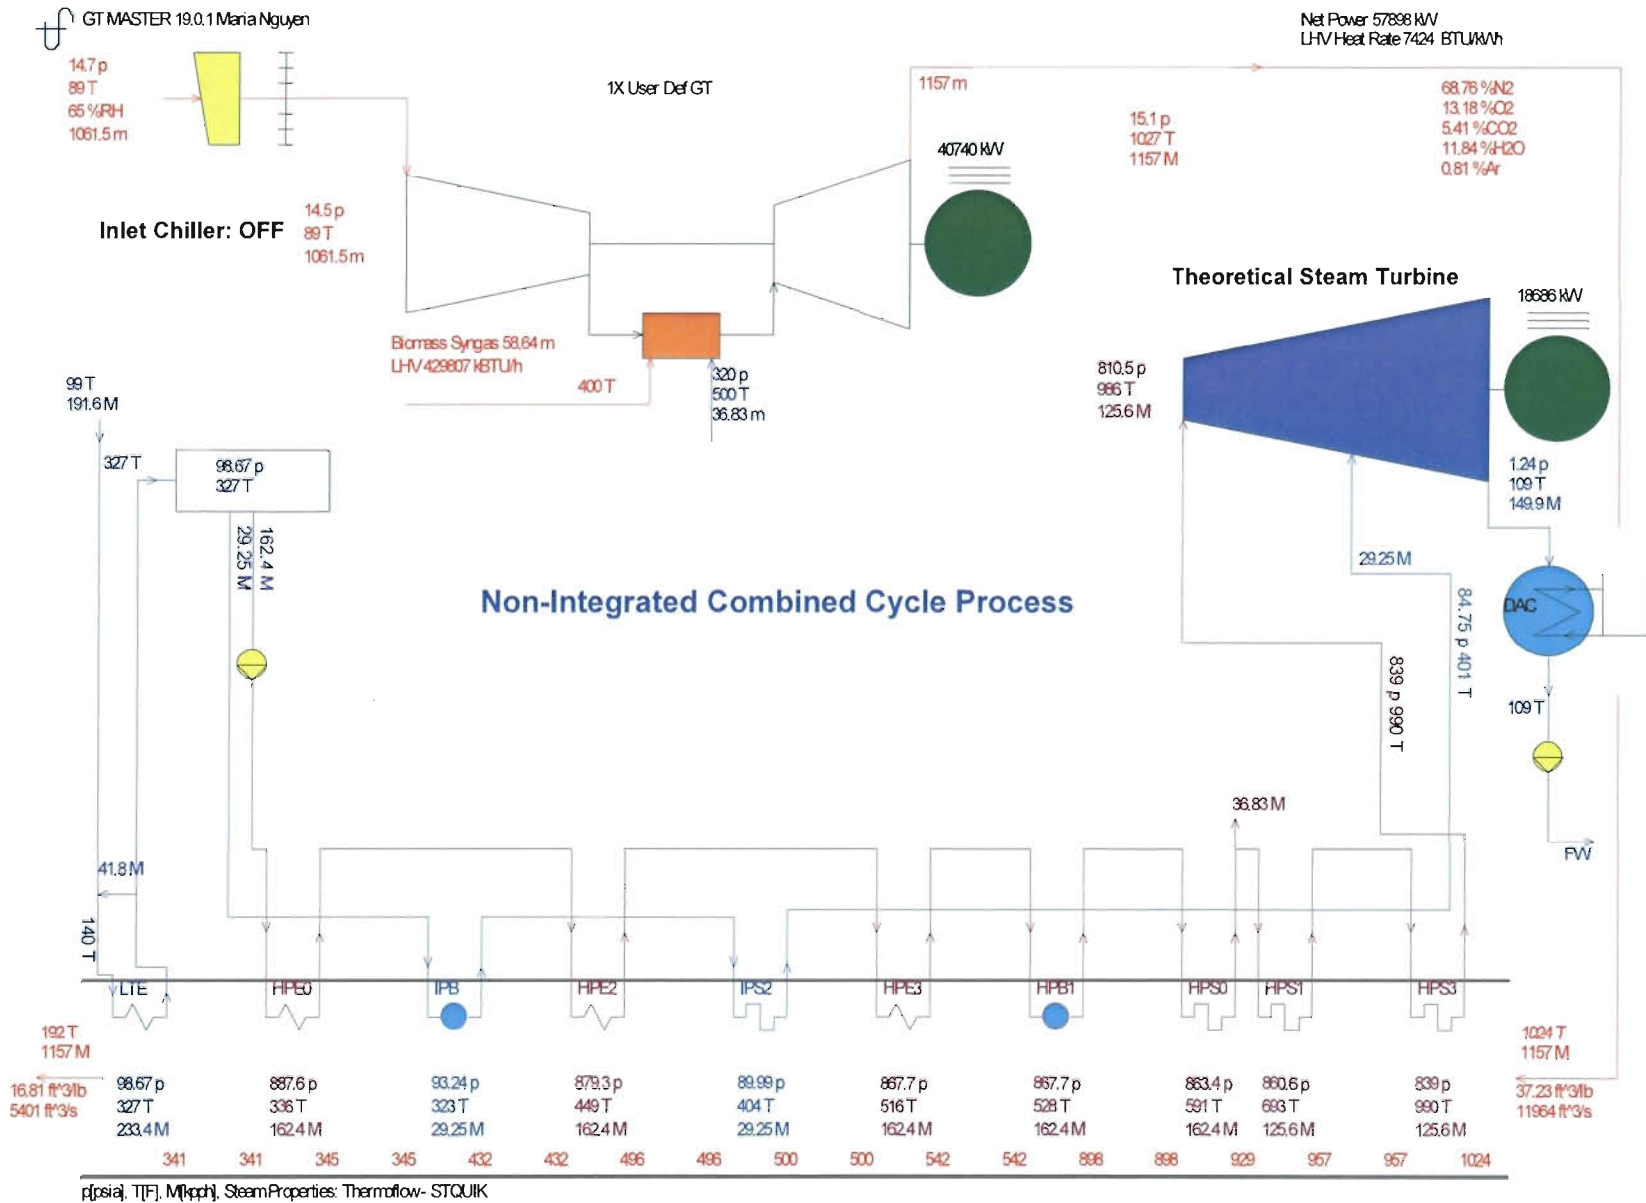 GT MASTER 19.0.1 Maria Nguyen
Net Power 57898 kW
LHV Heat Rate 7424 BTU/kWh
14.7 p
89 T
65 %RH
1061.5 m
1X User Def GT
1157 m
15.1 p
1027 T
1157 M
68.76 %N2
13.18 %O2
5.41 %CO2
11.84 %H2O
0.81 %Ar
40740 kW
Inlet Chiller: OFF
14.5 p
89 T
1061.5 m
Theoretical Steam Turbine
18686 kW
Biomass Syngas 58.64 m
LHV 429807 kBTU/h
400 T
320 p
500 T
36.83 m
810.5 p
986 T
125.6 M
99 T
191.6 M
327 T
98.67 p
327 T
1.24 p
109 T
149.9 M
29.25 M
162.4 M
29.25 M
84.75 p 401 T
DAC
Non-Integrated Combined Cycle Process
839 p 990 T
109 T
36.83 M
FW
41.8 M
140 T
LTE
HPE0
IPB
HPE2
IPS2
HPE3
HPB1
HPS0
HPS1
HPS3
192 T
1157 M
16.81 ft^3/lb
5401 ft^3/s
1024 T
1157 M
37.23 ft^3/lb
11964 ft^3/s
98.67 p
327 T
233.4 M
887.6 p
336 T
162.4 M
93.24 p
323 T
29.25 M
879.3 p
449 T
162.4 M
89.99 p
404 T
29.25 M
867.7 p
516 T
162.4 M
867.7 p
528 T
162.4 M
863.4 p
591 T
162.4 M
860.6 p
693 T
125.6 M
839 p
990 T
125.6 M
341 341 345 345 432 432 496 496 500 500 542 542 898 898 929 957 957 1024
p[psia], T[F], M[kpph], Steam Properties: Thermoflow - STQUIK